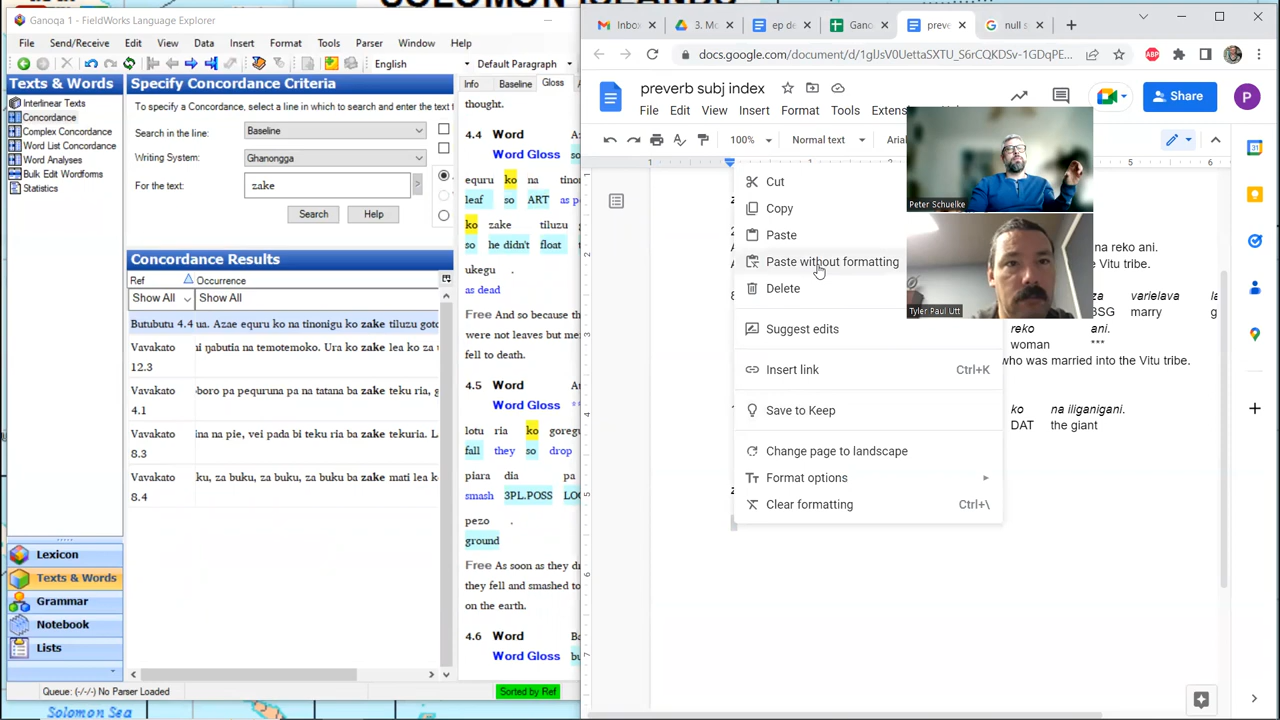 SOLOMON ISLANDS
Ganoqa 1 - FieldWorks Language Explorer
File Send/Receive Edit View Data Insert Format Tools Parser Window Help
English Default Paragraph
Texts & Words
Interlinear Texts
Concordance
Complex Concordance
Word List Concordance
Word Analyses
Bulk Edit Wordforms
Statistics
Lexicon
Texts & Words
Grammar
Notebook
Lists
Specify Concordance Criteria
To specify a Concordance, select a line in which to search and enter the text
Search in the line: Baseline
Writing System: Ghanongga
For the text: zake
Search Help
Concordance Results
Ref Occurrence
Show All Show All
Butubutu 4.4 ua. Azae equru ko na tinonigu ko zake tiluzu goto
Vavakato 12.3 ni ŋabutia na temotemoko. Ura ko zake lea ko za
Vavakato 4.1 boro pa pequruna pa na tatana ba zake teku ria,
Vavakato 8.3 ina na pie, vei pada bi teku ria ba zake tekuria.
Vavakato 8.4 ku, za buku, za buku, za buku ba zake mati lea k
Info Baseline Gloss
thought.
4.4 Word
Word Gloss so
equru ko na
leaf so ART as
ko zake tiluzu
so he didn't float
ukegu .
as dead
Free And so because th
were not leaves but me
fell to death.
4.5 Word
Word Gloss
lotu ria ko
fall they so drop
piara dia
smash 3PL.POSS
pezo .
ground
Free As soon as they d
they fell and smashed to
on the earth.
4.6 Word
Word Gloss
Queue: (-/-/-) No Parser Loaded Sorted by Ref
Solomon Sea
docs.google.com/document/d/
preverb subj index
File Edit View Insert Format Tools
Share
P
100% Normal text
Cut
Copy
Paste
Paste without formatting
Delete
Suggest edits
Insert link Ctrl+K
Save to Keep
Change page to landscape
Format options
Clear formatting Ctrl+\
Peter Schuelke
Tyler Paul Utt
na reko ani.
Vitu tribe.
za varielava
marry
ani.
woman ***
who was married into the Vitu tribe.
ko na iliganigani.
DAT the giant